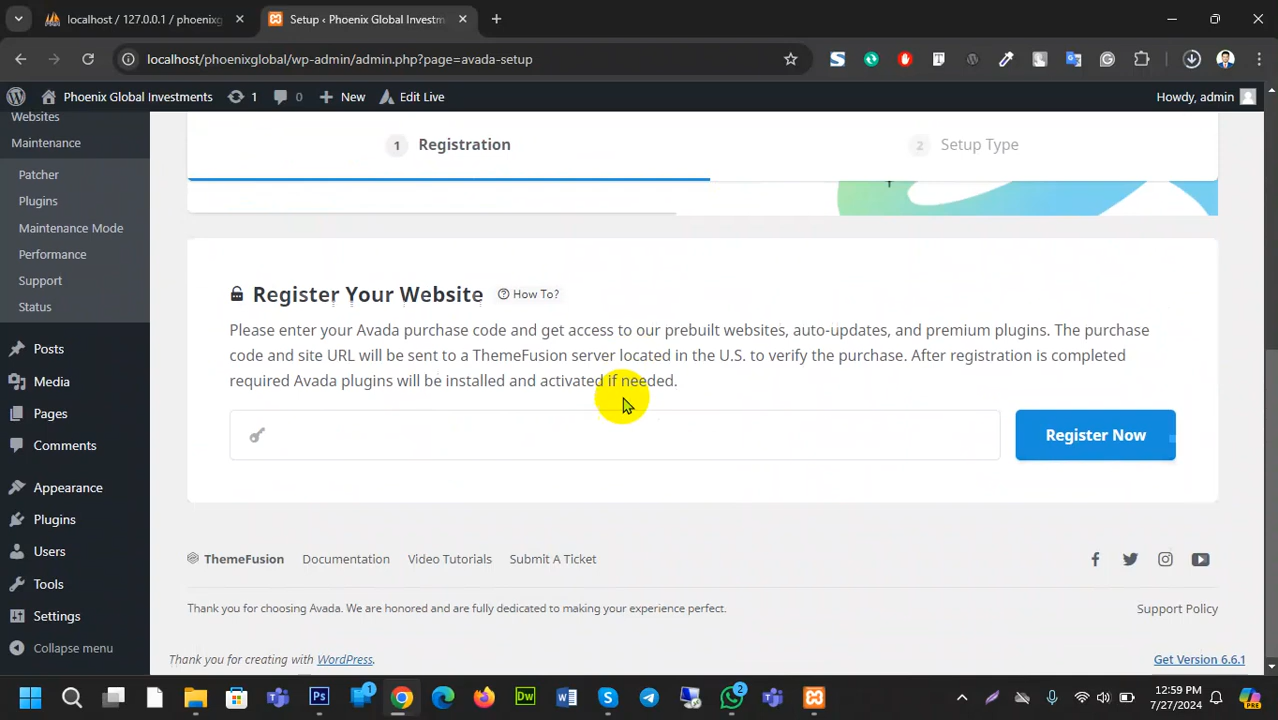 localhost / 127.0.0.1 / phoenixg
Setup ‹ Phoenix Global Investm
localhost/phoenixglobal/wp-admin/admin.php?page=avada-setup
Phoenix Global Investments
1
0
New
Edit Live
Howdy, admin
Websites
Maintenance
Patcher
Plugins
Maintenance Mode
Performance
Support
Status
Posts
Media
Pages
Comments
Appearance
Plugins
Users
Tools
Settings
Collapse menu
1 Registration
2 Setup Type
Register Your Website
How To?
Please enter your Avada purchase code and get access to our prebuilt websites, auto-updates, and premium plugins. The purchase
code and site URL will be sent to a ThemeFusion server located in the U.S. to verify the purchase. After registration is completed
required Avada plugins will be installed and activated if needed.
Register Now
ThemeFusion
Documentation
Video Tutorials
Submit A Ticket
Thank you for choosing Avada. We are honored and are fully dedicated to making your experience perfect.
Support Policy
Thank you for creating with WordPress.
Get Version 6.6.1
Ps
1
Dw
2
12:59 PM
7/27/2024
PRE